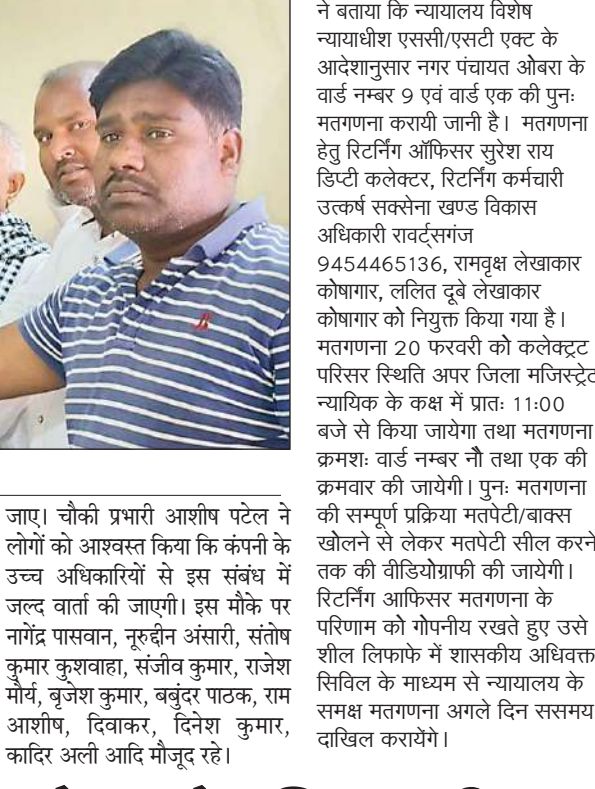 जाए। चौकी प्रभारी आशीष पटेल ने
लोगों को आश्वस्त किया कि कंपनी के
उच्च अधिकारियों से इस संबंध में
जल्द वार्ता की जाएगी। इस मौके पर
नागेंद्र पासवान, नूरुद्दीन अंसारी, संतोष
कुमार कुशवाहा, संजीव कुमार, राजेश
मौर्य, बृजेश कुमार, बबुंदर पाठक, राम
आशीष, दिवाकर, दिनेश कुमार,
कादिर अली आदि मौजूद रहे।
ने बताया कि न्यायालय विशेष
न्यायाधीश एससी/एसटी एक्ट के
आदेशानुसार नगर पंचायत ओबरा के
वार्ड नम्बर 9 एवं वार्ड एक की पुनः
मतगणना करायी जानी है। मतगणना
हेतु रिटर्निंग ऑफिसर सुरेश राय
डिप्टी कलेक्टर, रिटर्निंग कर्मचारी
उत्कर्ष सक्सेना खण्ड विकास
अधिकारी रावर्ट्सगंज
9454465136, रामवृक्ष लेखाकार
कोषागार, ललित दूबे लेखाकार
कोषागार को नियुक्त किया गया है।
मतगणना 20 फरवरी को कलेक्ट्रट
परिसर स्थिति अपर जिला मजिस्ट्रेट
न्यायिक के कक्ष में प्रातः 11:00
बजे से किया जायेगा तथा मतगणना
क्रमशः वार्ड नम्बर नौ तथा एक की
क्रमवार की जायेगी। पुनः मतगणना
की सम्पूर्ण प्रक्रिया मतपेटी/बाक्स
खोलने से लेकर मतपेटी सील करने
तक की वीडियोग्राफी की जायेगी।
रिटर्निंग आफिसर मतगणना के
परिणाम को गोपनीय रखते हुए उसे
शील लिफाफे में शासकीय अधिवक्ता
सिविल के माध्यम से न्यायालय के
समक्ष मतगणना अगले दिन ससमय
दाखिल करायेंगे।